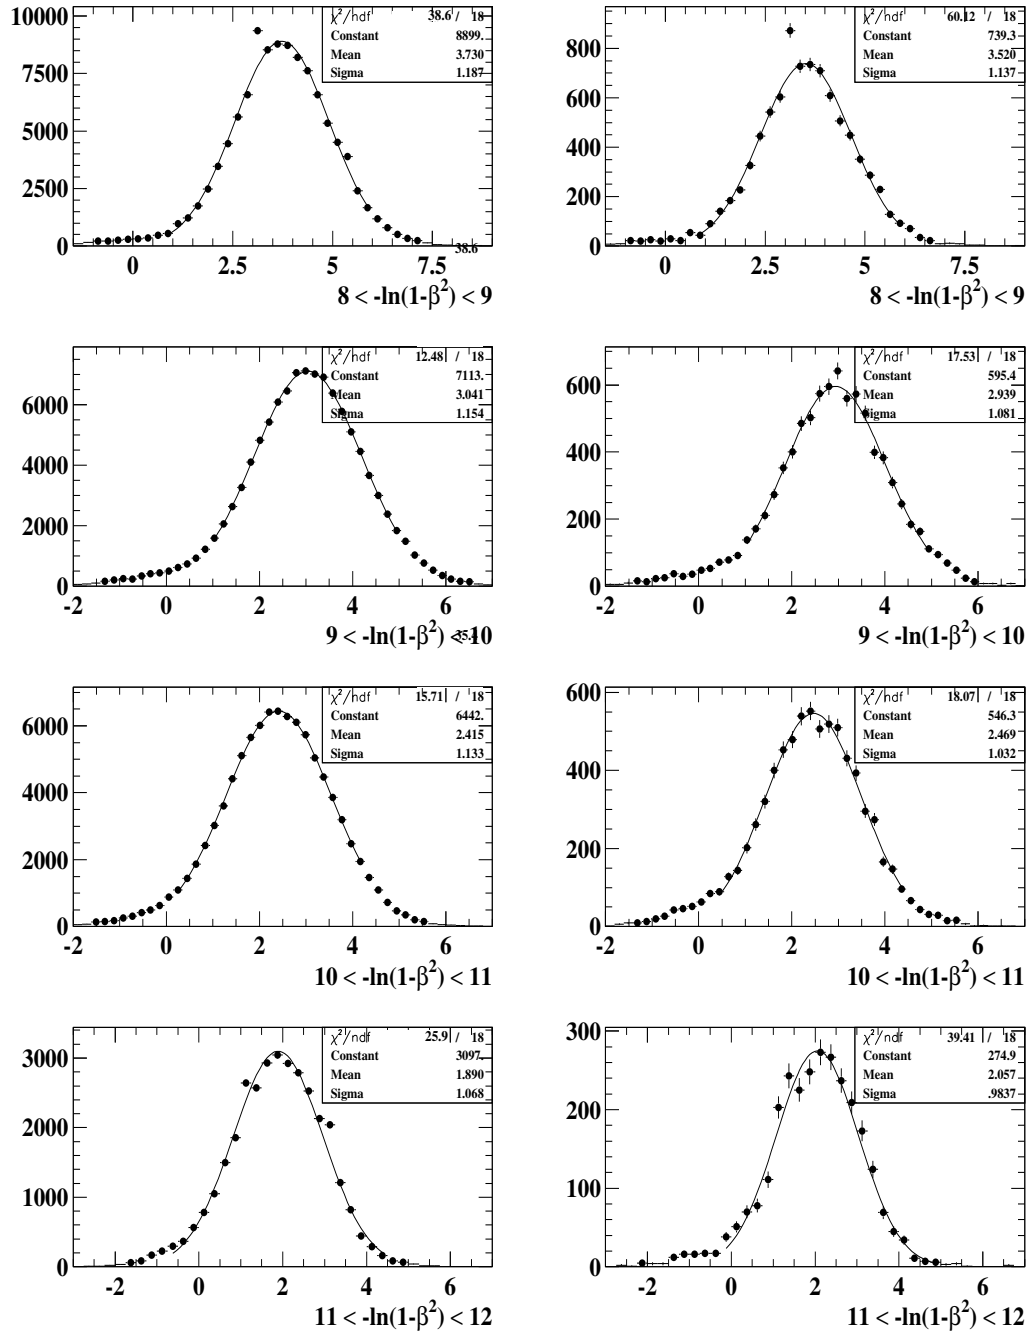 χ²/ndf 38.6 / 18
Constant 8899.
Mean 3.730
Sigma 1.187
10000
7500
5000
2500
0
0 2.5 5 7.5
38.6
8 < -ln(1-β²) < 9
χ²/ndf 60.12 / 18
Constant 739.3
Mean 3.520
Sigma 1.137
800
600
400
200
0
0 2.5 5 7.5
8 < -ln(1-β²) < 9
χ²/ndf 12.48 / 18
Constant 7113.
Mean 3.041
Sigma 1.154
6000
4000
2000
0
-2 0 2 4 6
9 < -ln(1-β²) < 10
χ²/ndf 17.53 / 18
Constant 595.4
Mean 2.939
Sigma 1.081
600
400
200
0
-2 0 2 4 6
9 < -ln(1-β²) < 10
χ²/ndf 15.71 / 18
Constant 6442.
Mean 2.415
Sigma 1.133
6000
4000
2000
0
-2 0 2 4 6
10 < -ln(1-β²) < 11
χ²/ndf 18.07 / 18
Constant 546.3
Mean 2.469
Sigma 1.032
600
400
200
0
-2 0 2 4 6
10 < -ln(1-β²) < 11
χ²/ndf 25.9 / 18
Constant 3097.
Mean 1.890
Sigma 1.068
3000
2000
1000
0
-2 0 2 4 6
11 < -ln(1-β²) < 12
χ²/ndf 39.41 / 18
Constant 274.9
Mean 2.057
Sigma .9837
300
200
100
0
-2 0 2 4 6
11 < -ln(1-β²) < 12